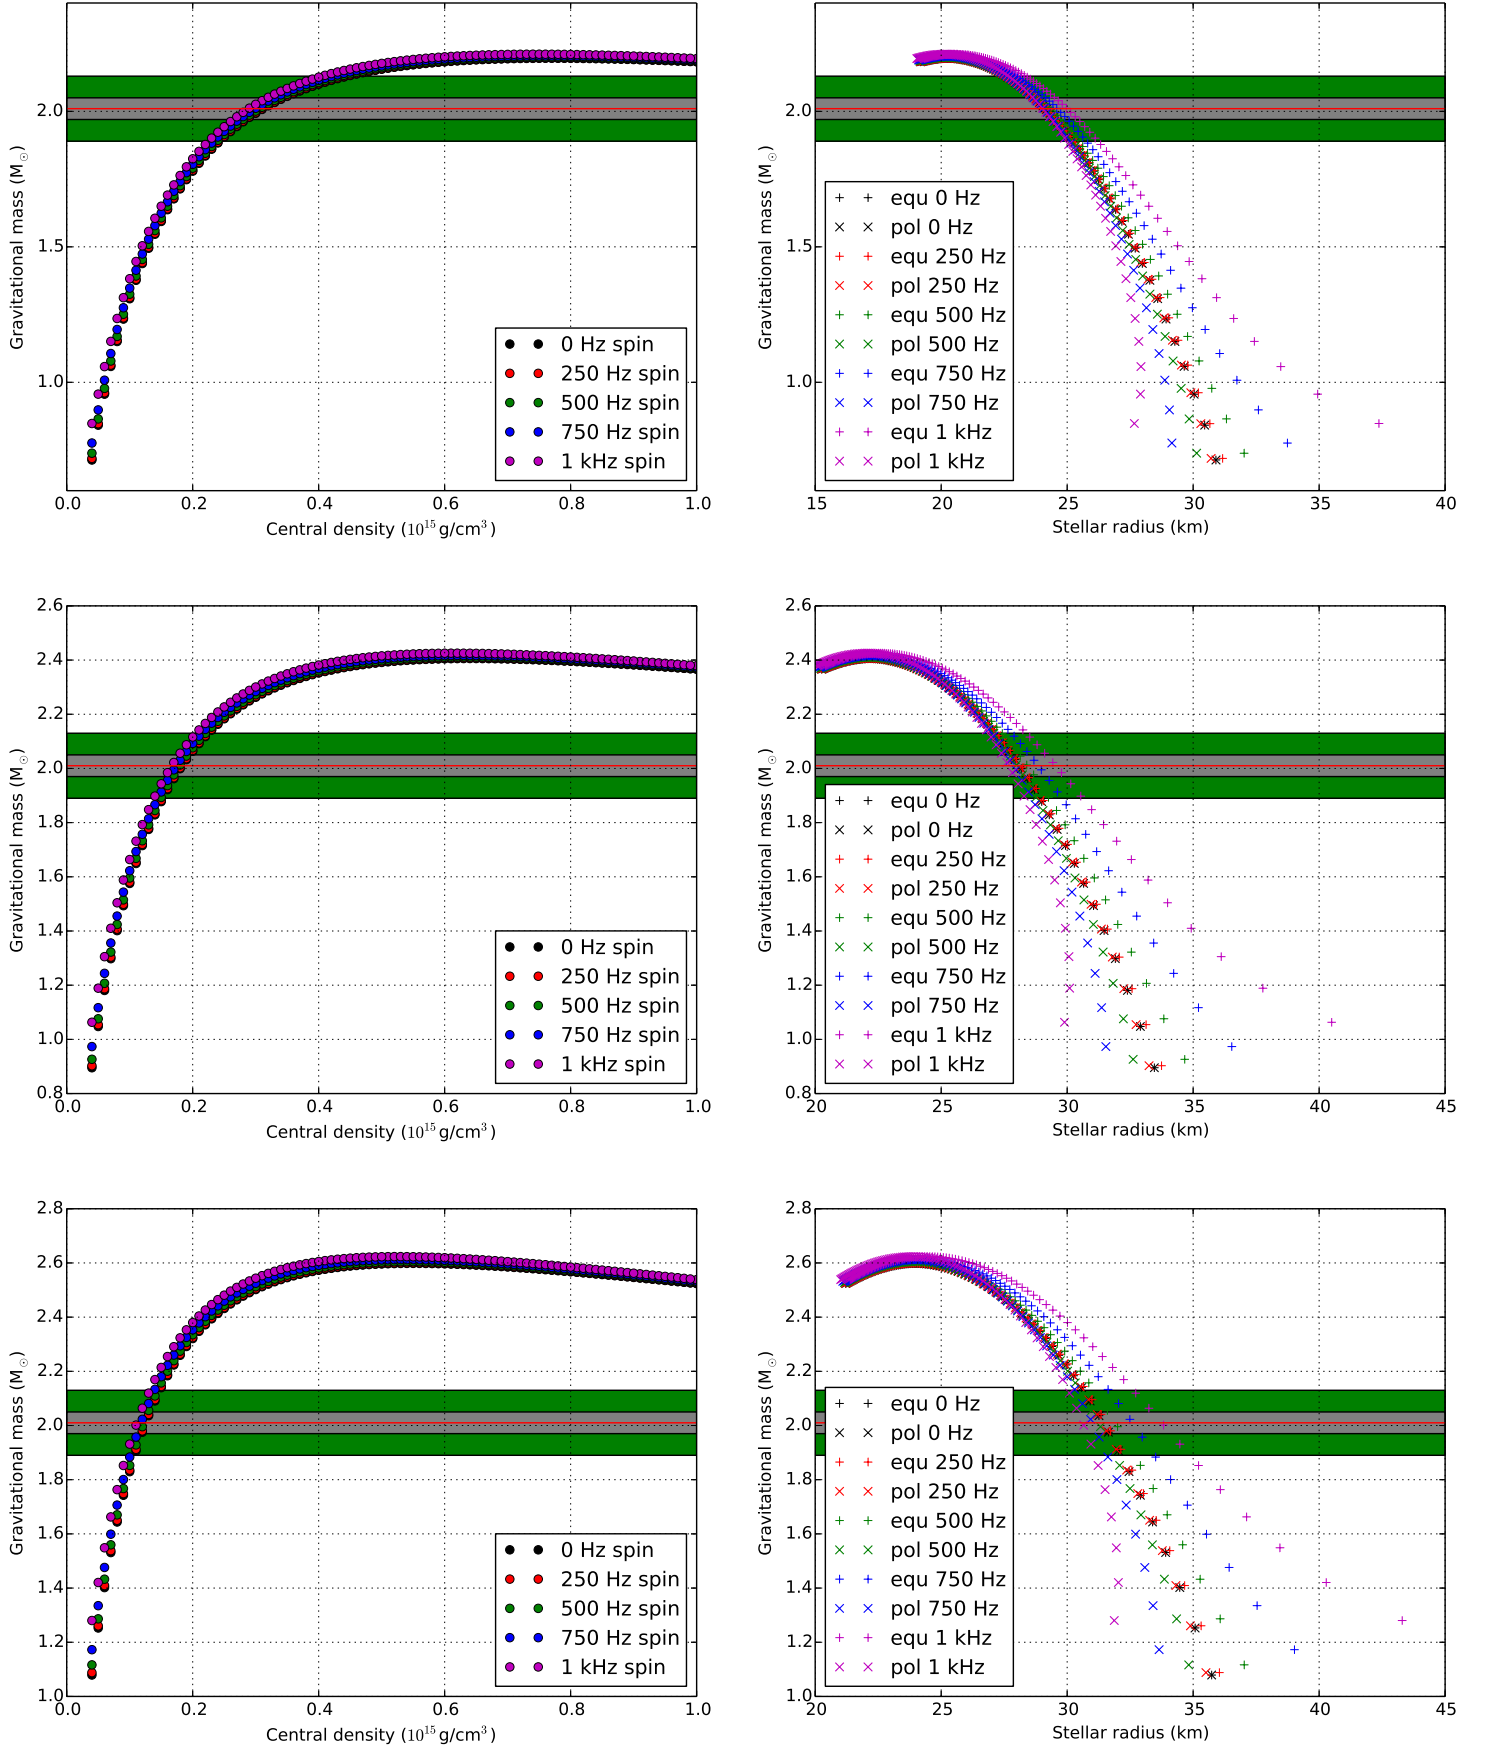 Gravitational mass (M☉)
2.0
1.5
1.0
0 Hz spin
250 Hz spin
500 Hz spin
750 Hz spin
1 kHz spin
0.0 0.2 0.4 0.6 0.8 1.0
Central density (10^15 g/cm^3)
Gravitational mass (M☉)
2.0
1.5
1.0
equ 0 Hz
pol 0 Hz
equ 250 Hz
pol 250 Hz
equ 500 Hz
pol 500 Hz
equ 750 Hz
pol 750 Hz
equ 1 kHz
pol 1 kHz
15 20 25 30 35 40
Stellar radius (km)
Gravitational mass (M☉)
2.6
2.4
2.2
2.0
1.8
1.6
1.4
1.2
1.0
0.8
0 Hz spin
250 Hz spin
500 Hz spin
750 Hz spin
1 kHz spin
0.0 0.2 0.4 0.6 0.8 1.0
Central density (10^15 g/cm^3)
Gravitational mass (M☉)
2.6
2.4
2.2
2.0
1.8
1.6
1.4
1.2
1.0
0.8
equ 0 Hz
pol 0 Hz
equ 250 Hz
pol 250 Hz
equ 500 Hz
pol 500 Hz
equ 750 Hz
pol 750 Hz
equ 1 kHz
pol 1 kHz
20 25 30 35 40 45
Stellar radius (km)
Gravitational mass (M☉)
2.8
2.6
2.4
2.2
2.0
1.8
1.6
1.4
1.2
1.0
0 Hz spin
250 Hz spin
500 Hz spin
750 Hz spin
1 kHz spin
0.0 0.2 0.4 0.6 0.8 1.0
Central density (10^15 g/cm^3)
Gravitational mass (M☉)
2.8
2.6
2.4
2.2
2.0
1.8
1.6
1.4
1.2
1.0
equ 0 Hz
pol 0 Hz
equ 250 Hz
pol 250 Hz
equ 500 Hz
pol 500 Hz
equ 750 Hz
pol 750 Hz
equ 1 kHz
pol 1 kHz
20 25 30 35 40 45
Stellar radius (km)